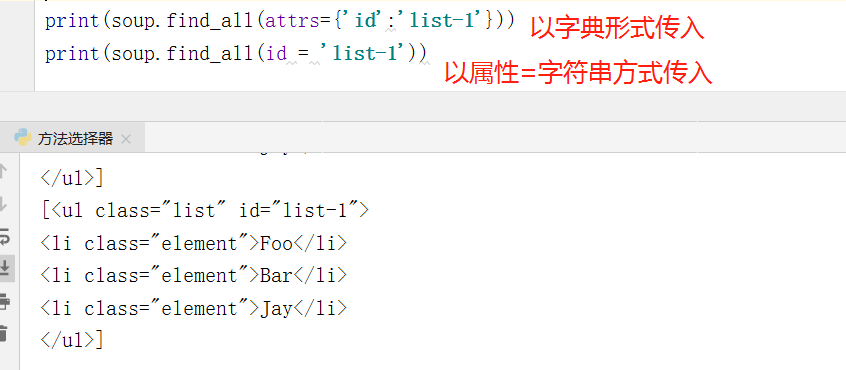 print(soup.find_all(attrs={'id':'list-1'}))
以字典形式传入
print(soup.find_all(id = 'list-1'))
以属性=字符串方式传入
方法选择器
</ul>]
[<ul class="list" id="list-1">
<li class="element">Foo</li>
<li class="element">Bar</li>
<li class="element">Jay</li>
</ul>]